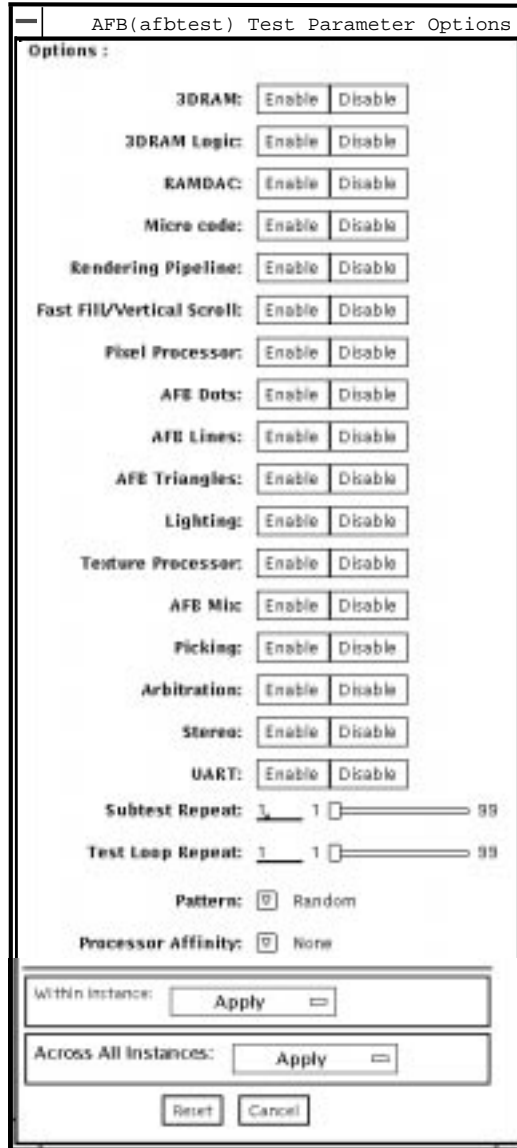 AFB(afbtest) Test Parameter Options
Options :
3DRAM: Enable Disable
3DRAM Logic: Enable Disable
RAMDAC: Enable Disable
Micro code: Enable Disable
Rendering Pipeline: Enable Disable
Fast Fill/Vertical Scroll: Enable Disable
Pixel Processor: Enable Disable
AFB Dots: Enable Disable
AFB Lines: Enable Disable
AFB Triangles: Enable Disable
Lighting: Enable Disable
Texture Processor: Enable Disable
AFB Mix: Enable Disable
Picking: Enable Disable
Arbitration: Enable Disable
Stereo: Enable Disable
UART: Enable Disable
Subtest Repeat: 1 1 99
Test Loop Repeat: 1 1 99
Pattern: Random
Processor Affinity: None
Within Instance: Apply
Across All Instances: Apply
Reset Cancel